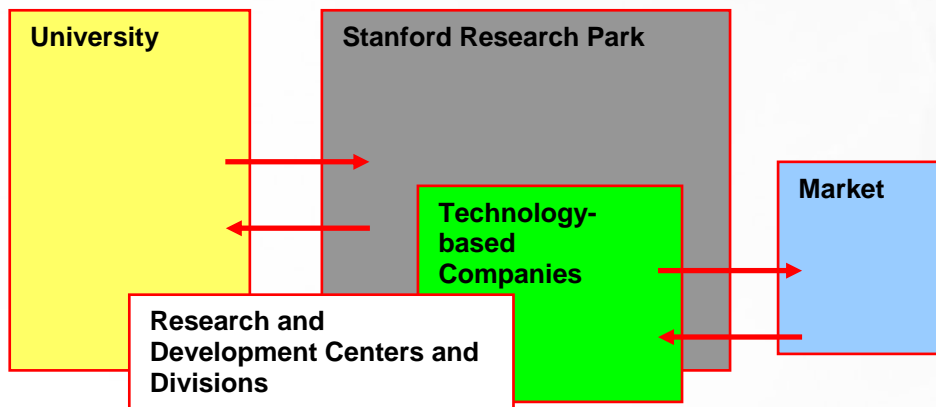 University
Stanford Research Park
Market
Technology-
based
Companies
Research and
Development Centers and
Divisions